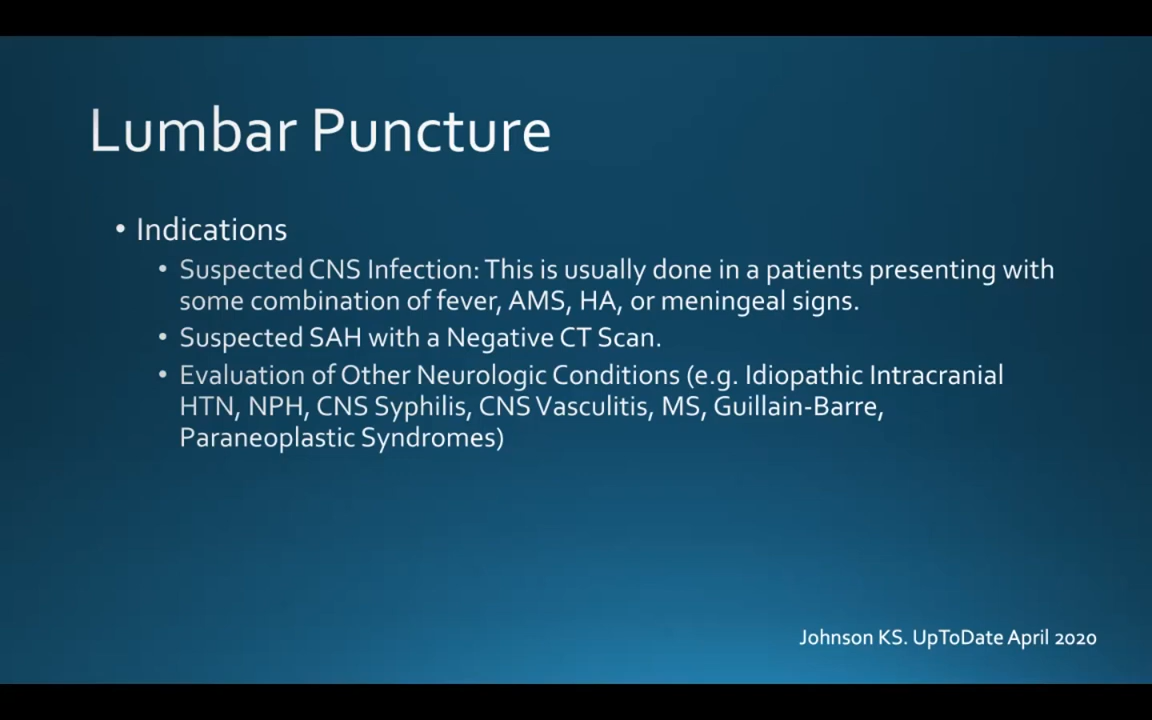 Lumbar Puncture
• Indications
• Suspected CNS Infection: This is usually done in a patients presenting with
some combination of fever, AMS, HA, or meningeal signs.
• Suspected SAH with a Negative CT Scan.
• Evaluation of Other Neurologic Conditions (e.g. Idiopathic Intracranial
HTN, NPH, CNS Syphilis, CNS Vasculitis, MS, Guillain-Barre,
Paraneoplastic Syndromes)
Johnson KS. UpToDate April 2020